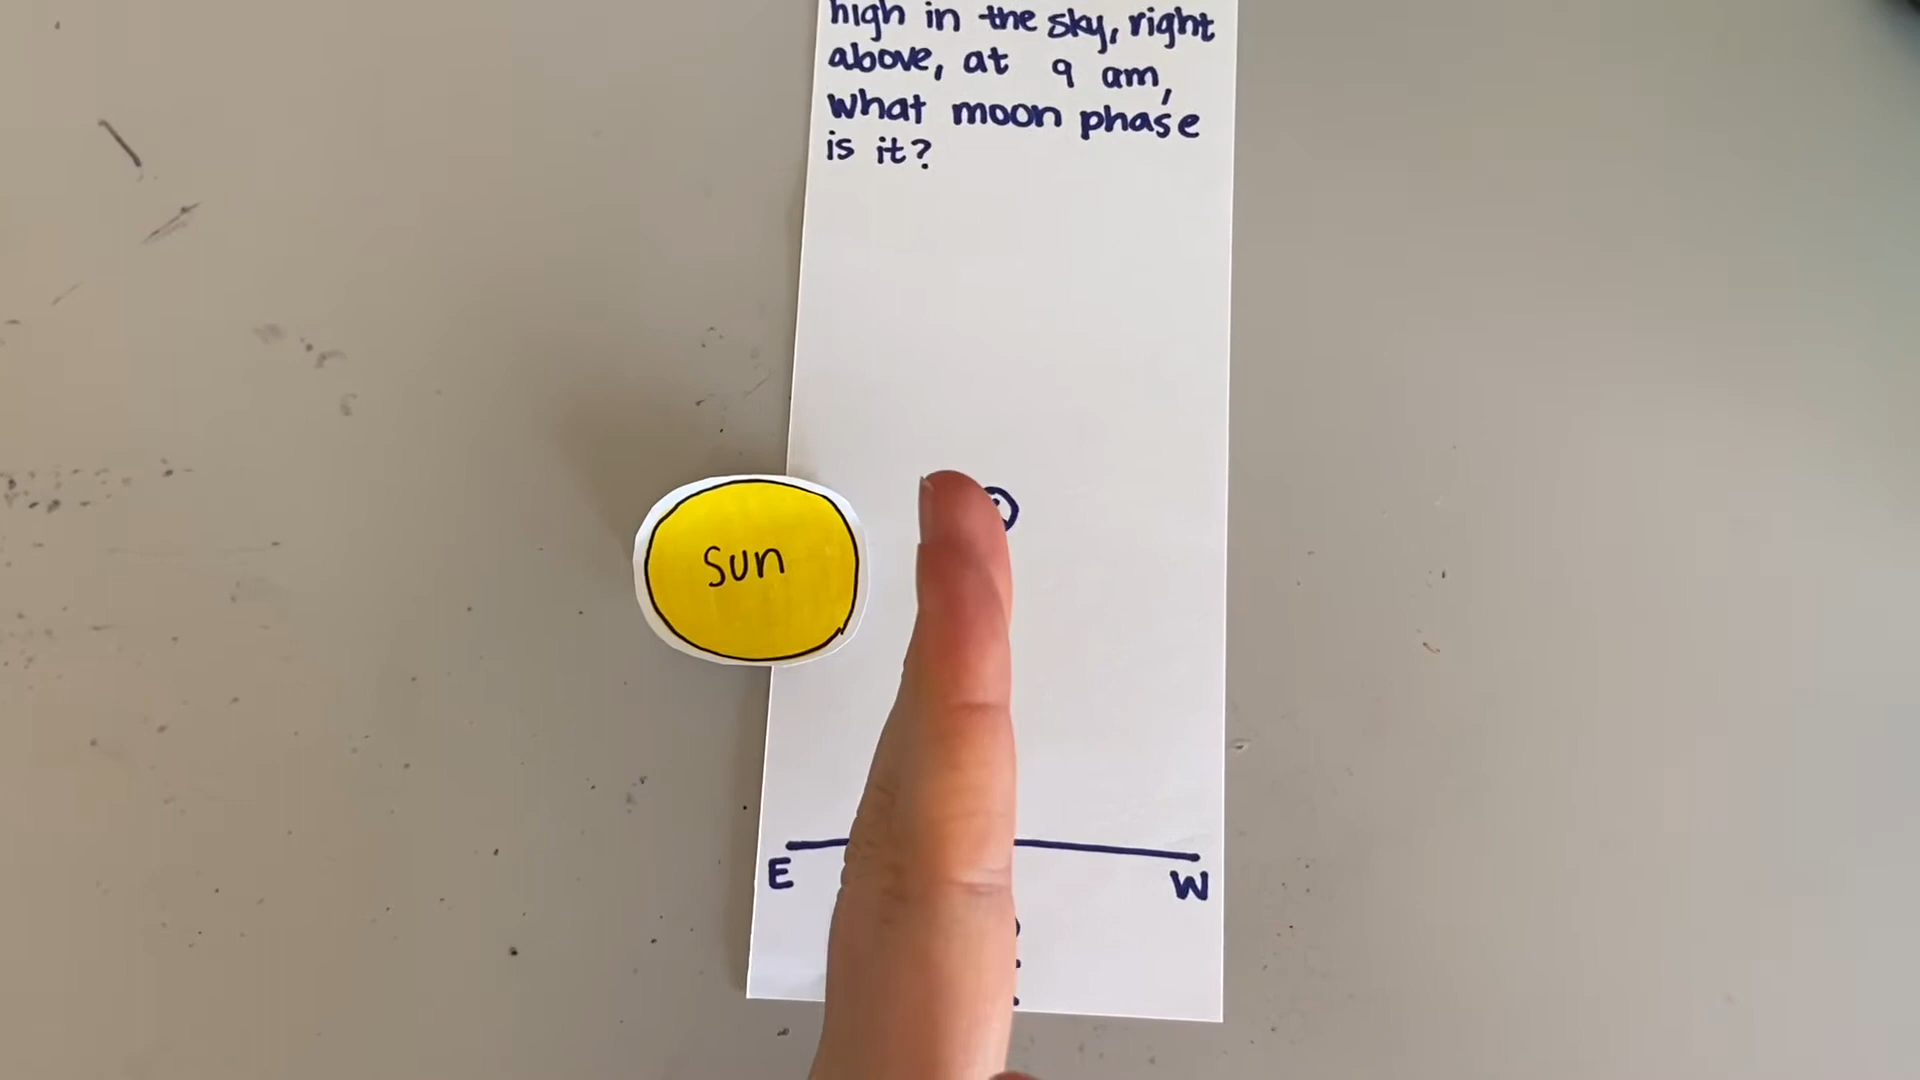 high in the sky, right
above, at 9 am,
what moon phase
is it?
Sun
E
W